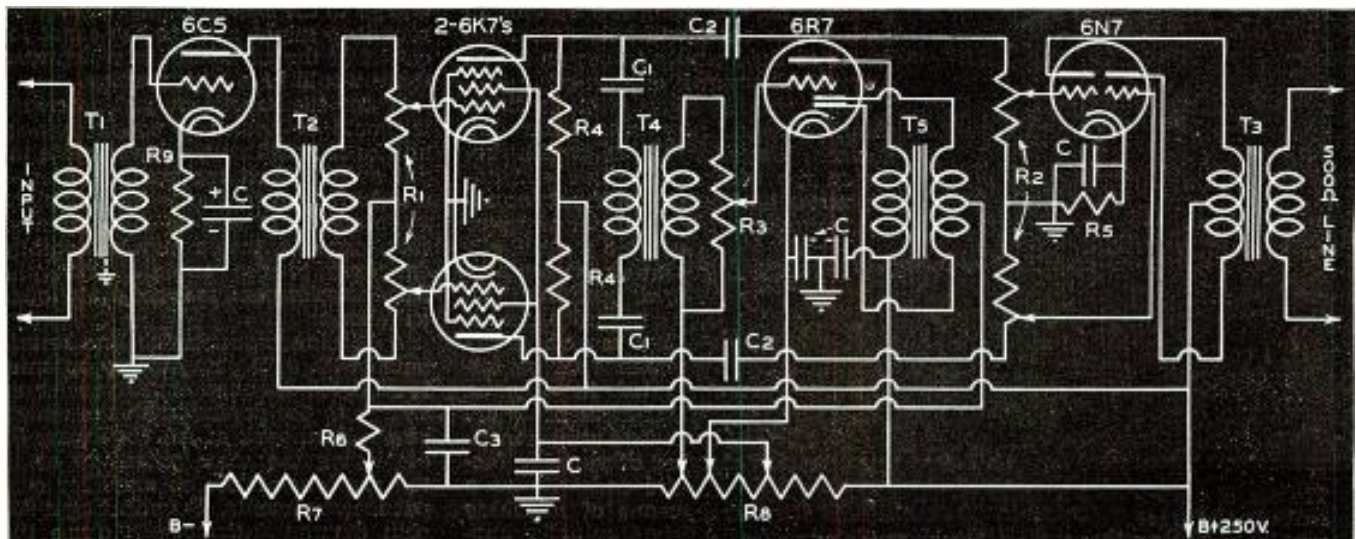 6C5
2-6K7's
C2
6R7
6N7
C1
T1
R9
C
+
-
T2
R1
R4
T4
R3
T5
C
R2
R5
T3
INPUT
500Ω LINE
C
R4
C1
C2
R6
C3
C
R7
R8
B-
B+250V.